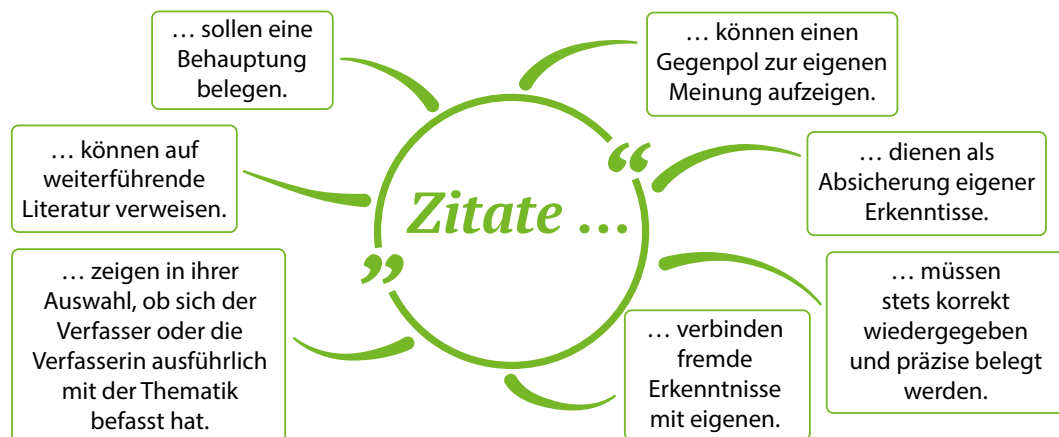 … sollen eine
Behauptung
belegen.
… können einen
Gegenpol zur eigenen
Meinung aufzeigen.
… können auf
weiterführende
Literatur verweisen.
“
Zitate …
”
… dienen als
Absicherung eigener
Erkenntisse.
… zeigen in ihrer
Auswahl, ob sich der
Verfasser oder die
Verfasserin ausführlich
mit der Thematik
befasst hat.
… verbinden
fremde
Erkenntnisse
mit eigenen.
… müssen
stets korrekt
wiedergegeben
und präzise belegt
werden.